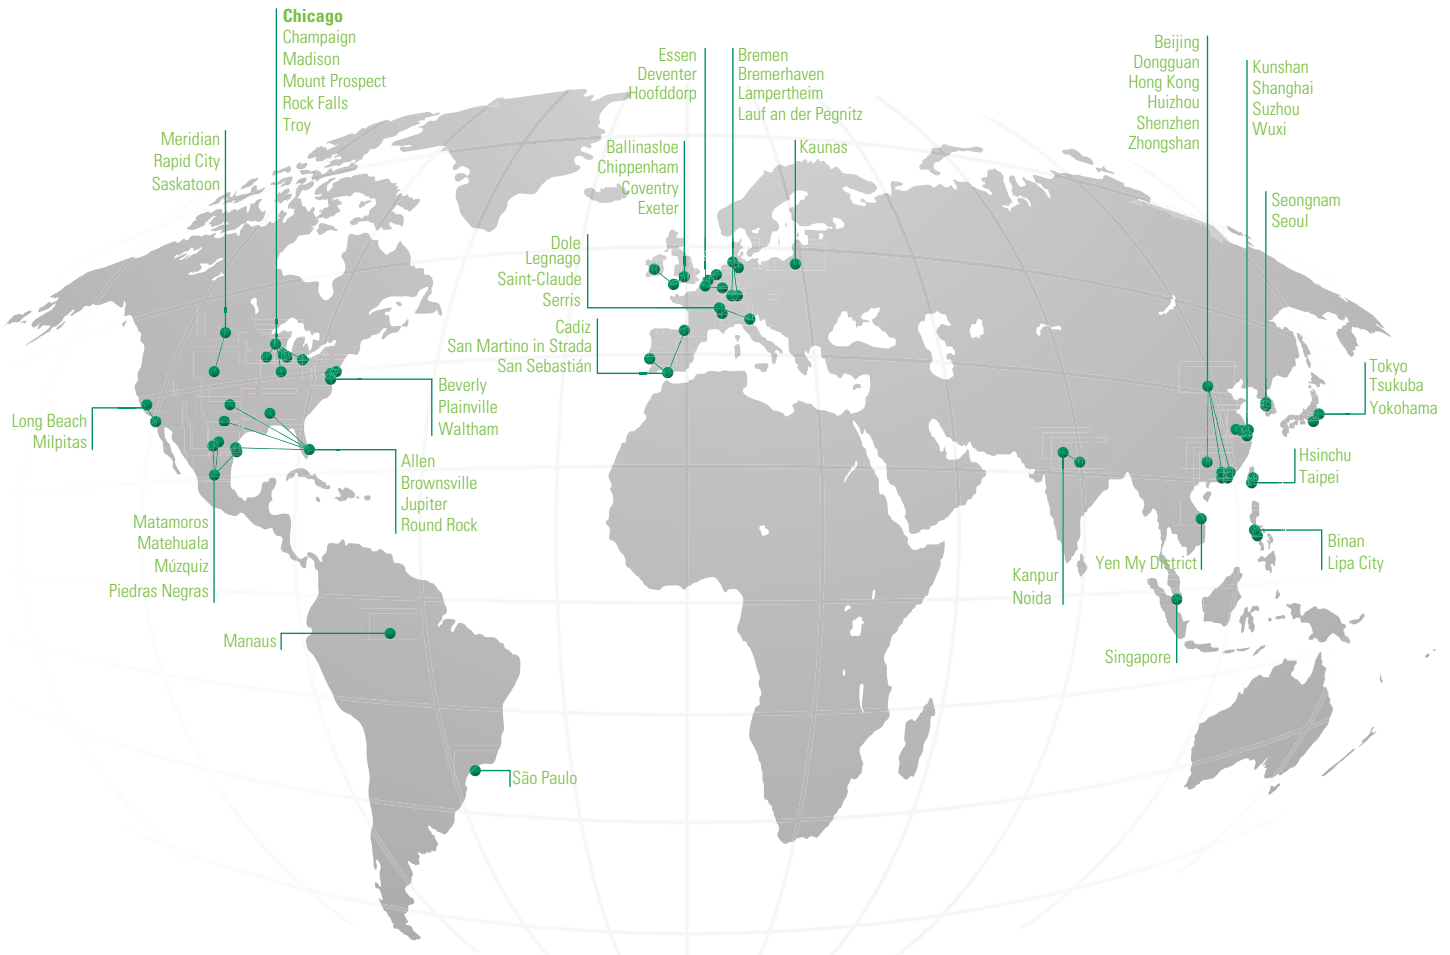 Chicago
Champaign
Madison
Mount Prospect
Rock Falls
Troy
Meridian
Rapid City
Saskatoon
Essen
Deventer
Hoofddorp
Bremen
Bremerhaven
Lampertheim
Lauf an der Pegnitz
Ballinasloe
Chippenham
Coventry
Exeter
Kaunas
Beijing
Dongguan
Hong Kong
Huizhou
Shenzhen
Zhongshan
Kunshan
Shanghai
Suzhou
Wuxi
Seongnam
Seoul
Dole
Legnago
Saint-Claude
Serris
Cadiz
San Martino in Strada
San Sebastián
Tokyo
Tsukuba
Yokohama
Long Beach
Milpitas
Beverly
Plainville
Waltham
Allen
Brownsville
Jupiter
Round Rock
Hsinchu
Taipei
Matamoros
Matehuala
Múzquiz
Piedras Negras
Binan
Lipa City
Yen My District
Kanpur
Noida
Manaus
Singapore
São Paulo